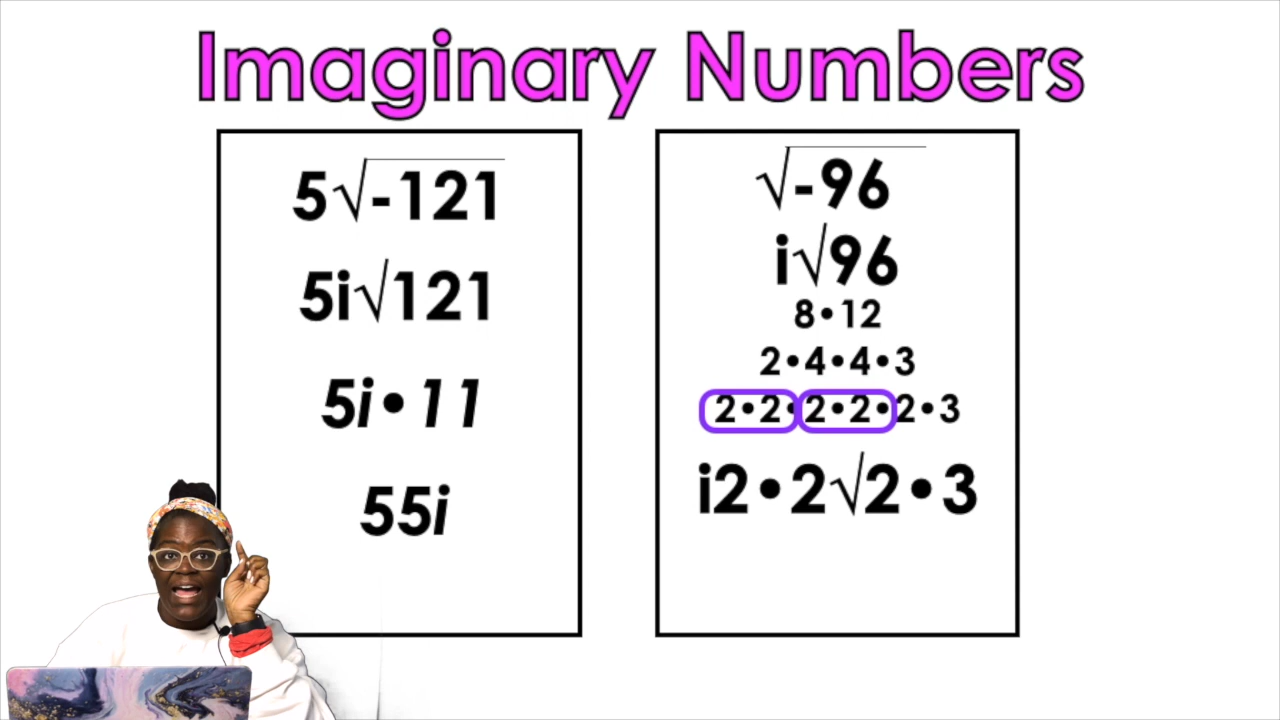 Imaginary Numbers
5√-121
5i√121
5i•11
55i
√-96
i√96
8•12
2•4•4•3
2•2•2•2•2•3
i2•2√2•3